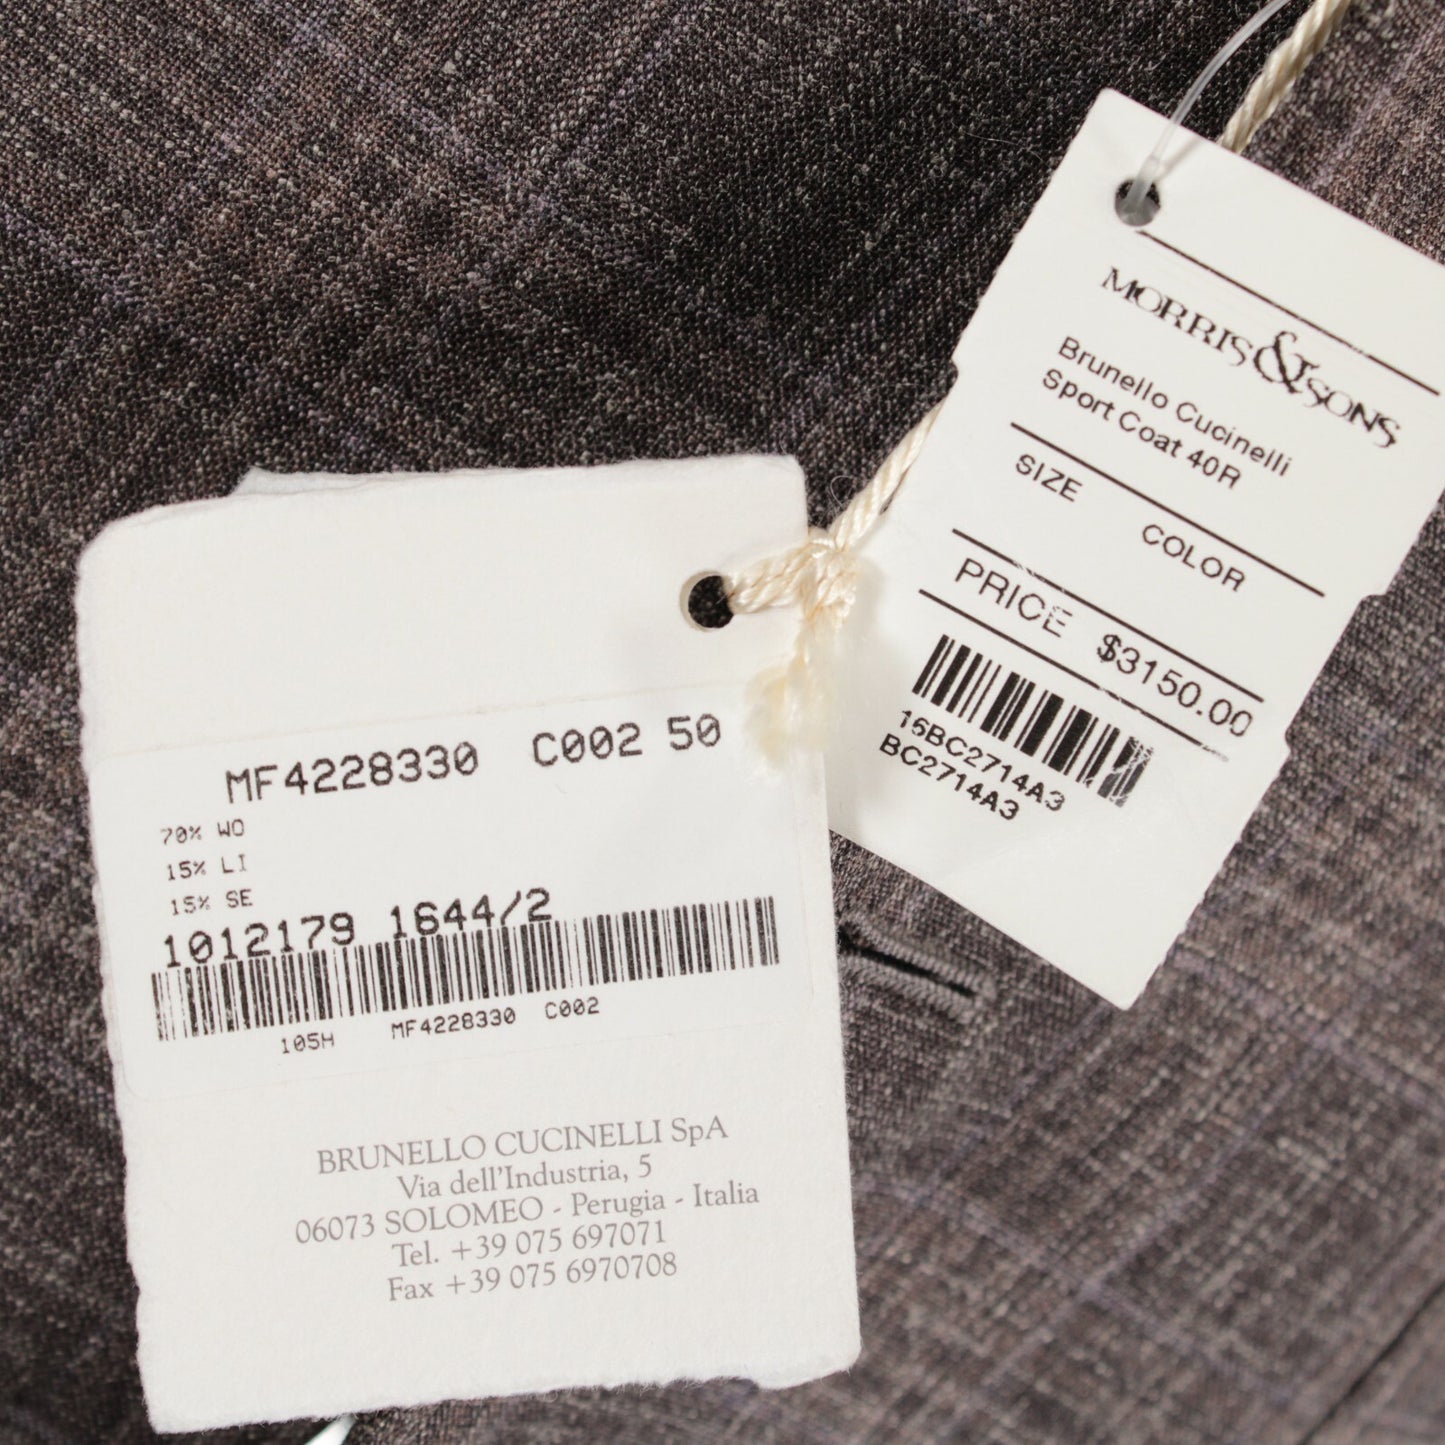 MORRIS&SONS
Brunello Cucinelli
Sport Coat 40R
SIZE COLOR
PRICE $3150.00
16BC2714A3
BC2714A3
MF4228330 C002 50
70% WO
15% LI
15% SE
1012179 1644/2
105H MF4228330 C002
BRUNELLO CUCINELLI SpA
Via dell'Industria, 5
06073 SOLOMEO - Perugia - Italia
Tel. +39 075 697071
Fax +39 075 6970708